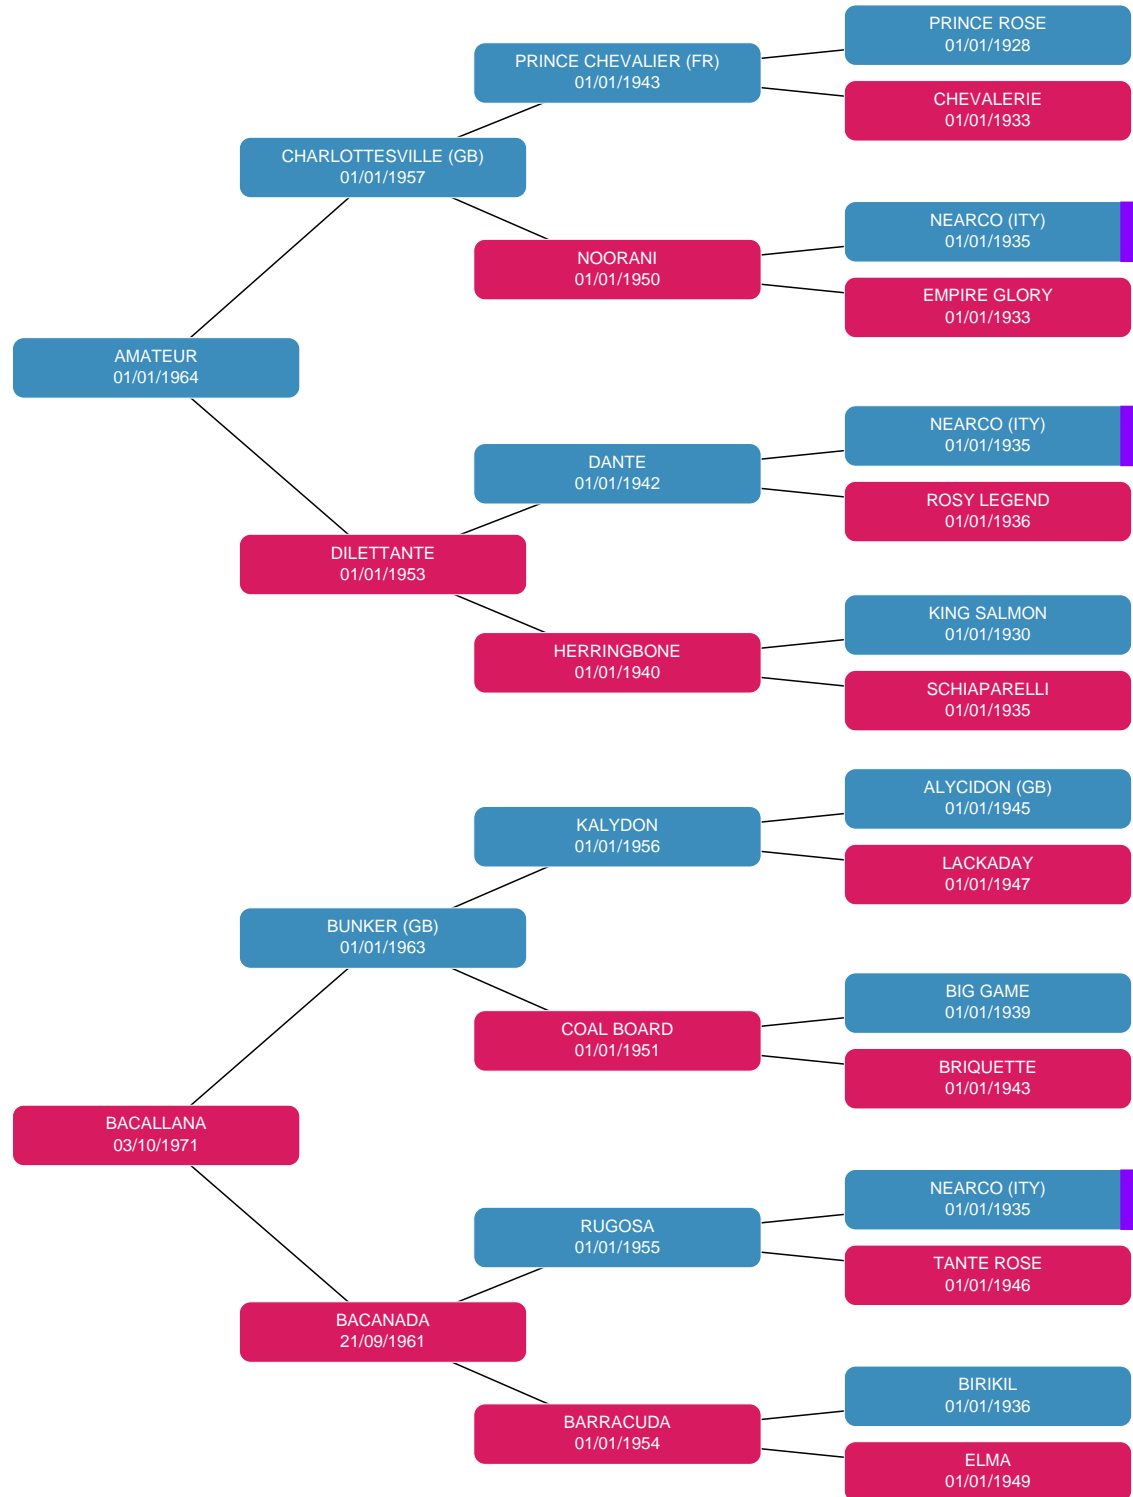 PRINCE ROSE
01/01/1928
PRINCE CHEVALIER (FR)
01/01/1943
CHEVALERIE
01/01/1933
CHARLOTTESVILLE (GB)
01/01/1957
NEARCO (ITY)
01/01/1935
NOORANI
01/01/1950
EMPIRE GLORY
01/01/1933
AMATEUR
01/01/1964
NEARCO (ITY)
01/01/1935
DANTE
01/01/1942
ROSY LEGEND
01/01/1936
DILETTANTE
01/01/1953
KING SALMON
01/01/1930
HERRINGBONE
01/01/1940
SCHIAPARELLI
01/01/1935
ALYCIDON (GB)
01/01/1945
KALYDON
01/01/1956
LACKADAY
01/01/1947
BUNKER (GB)
01/01/1963
BIG GAME
01/01/1939
COAL BOARD
01/01/1951
BRIQUETTE
01/01/1943
BACALLANA
03/10/1971
NEARCO (ITY)
01/01/1935
RUGOSA
01/01/1955
TANTE ROSE
01/01/1946
BACANADA
21/09/1961
BIRIKIL
01/01/1936
BARRACUDA
01/01/1954
ELMA
01/01/1949